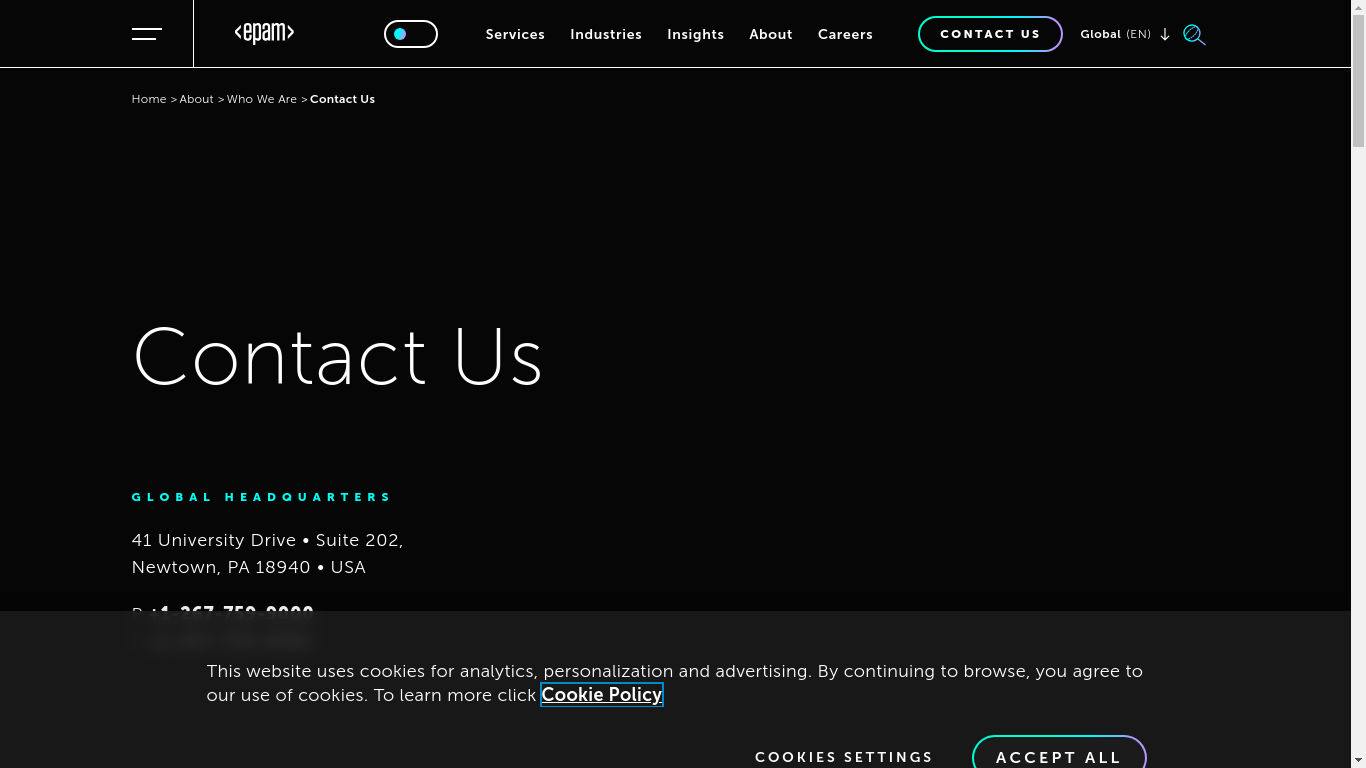 <epam>
Services
Industries
Insights
About
Careers
CONTACT US
Global (EN)
Home > About > Who We Are > Contact Us
Contact Us
GLOBAL HEADQUARTERS
41 University Drive • Suite 202,
Newtown, PA 18940 • USA
This website uses cookies for analytics, personalization and advertising. By continuing to browse, you agree to
our use of cookies. To learn more click Cookie Policy
COOKIES SETTINGS
ACCEPT ALL